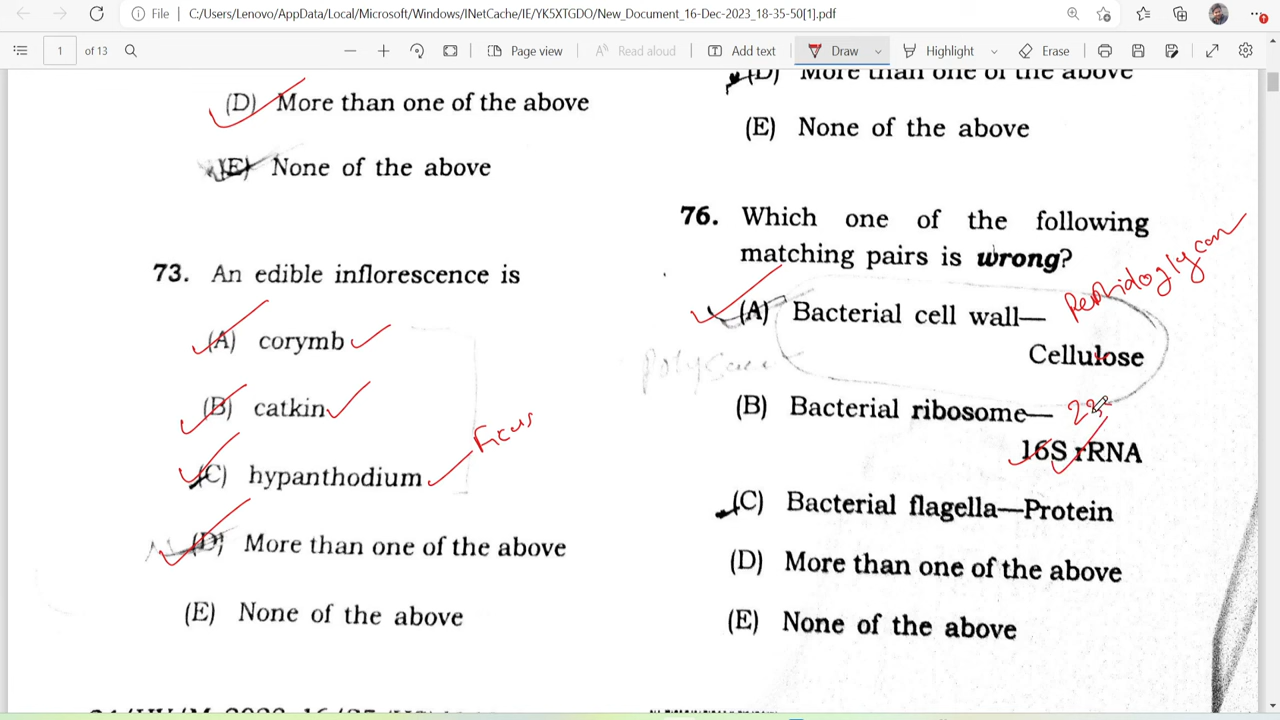 File
C:/Users/Lenovo/AppData/Local/Microsoft/Windows/INetCache/IE/YK5XTGDO/New_Document_16-Dec-2023_18-35-50[1].pdf
1 of 13
Page view
Read aloud
Add text
Draw
Highlight
Erase
(D) More than one of the above
(E) None of the above
73. An edible inflorescence is
(A) corymb
(B) catkin
(C) hypanthodium
Ficus
(D) More than one of the above
(E) None of the above
(D) More than one of the above
(E) None of the above
76. Which one of the following
matching pairs is wrong?
(A) Bacterial cell wall—
Peptidoglycan
Cellulose
(B) Bacterial ribosome—
16S rRNA
(C) Bacterial flagella—Protein
(D) More than one of the above
(E) None of the above